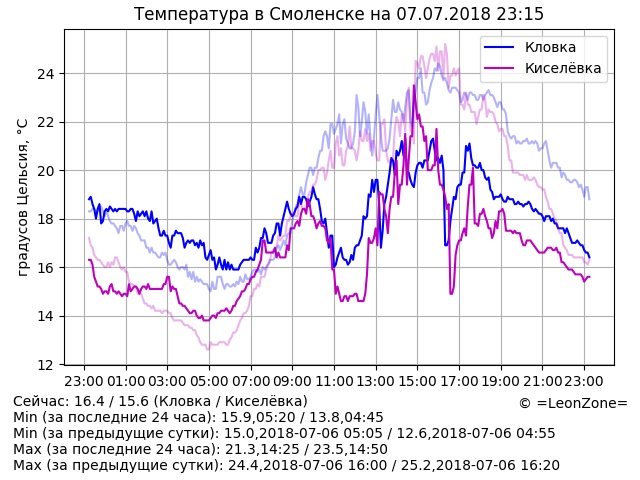 Температура в Смоленске на 07.07.2018 23:15
Кловка
Киселёвка
градусов Цельсия, °C
24
22
20
18
16
14
12
23:00 01:00 03:00 05:00 07:00 09:00 11:00 13:00 15:00 17:00 19:00 21:00 23:00
Сейчас: 16.4 / 15.6 (Кловка / Киселёвка)
© =LeonZone=
Min (за последние 24 часа): 15.9,05:20 / 13.8,04:45
Min (за предыдущие сутки): 15.0,2018-07-06 05:05 / 12.6,2018-07-06 04:55
Max (за последние 24 часа): 21.3,14:25 / 23.5,14:50
Max (за предыдущие сутки): 24.4,2018-07-06 16:00 / 25.2,2018-07-06 16:20